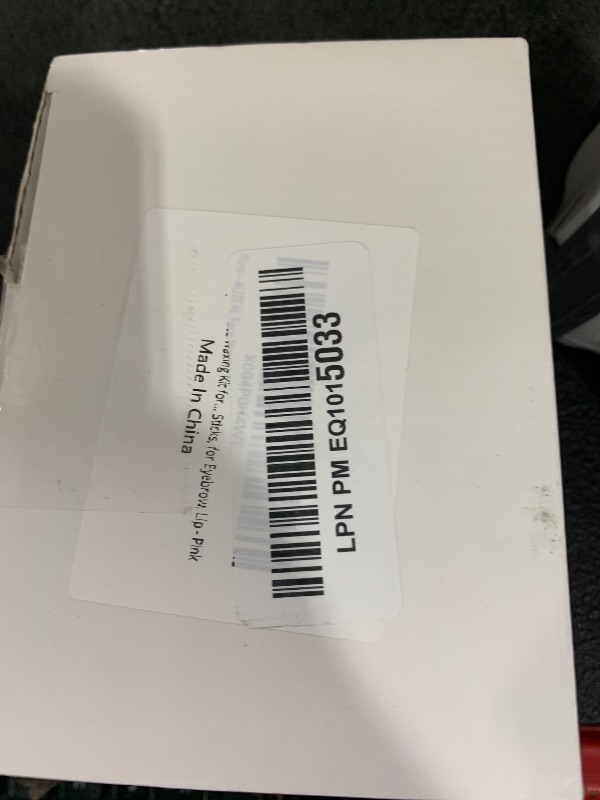 Waxing Kit for... Sticks, for Eyebrow, Lip - Pink
Made In China
LPN PM EQ1015033